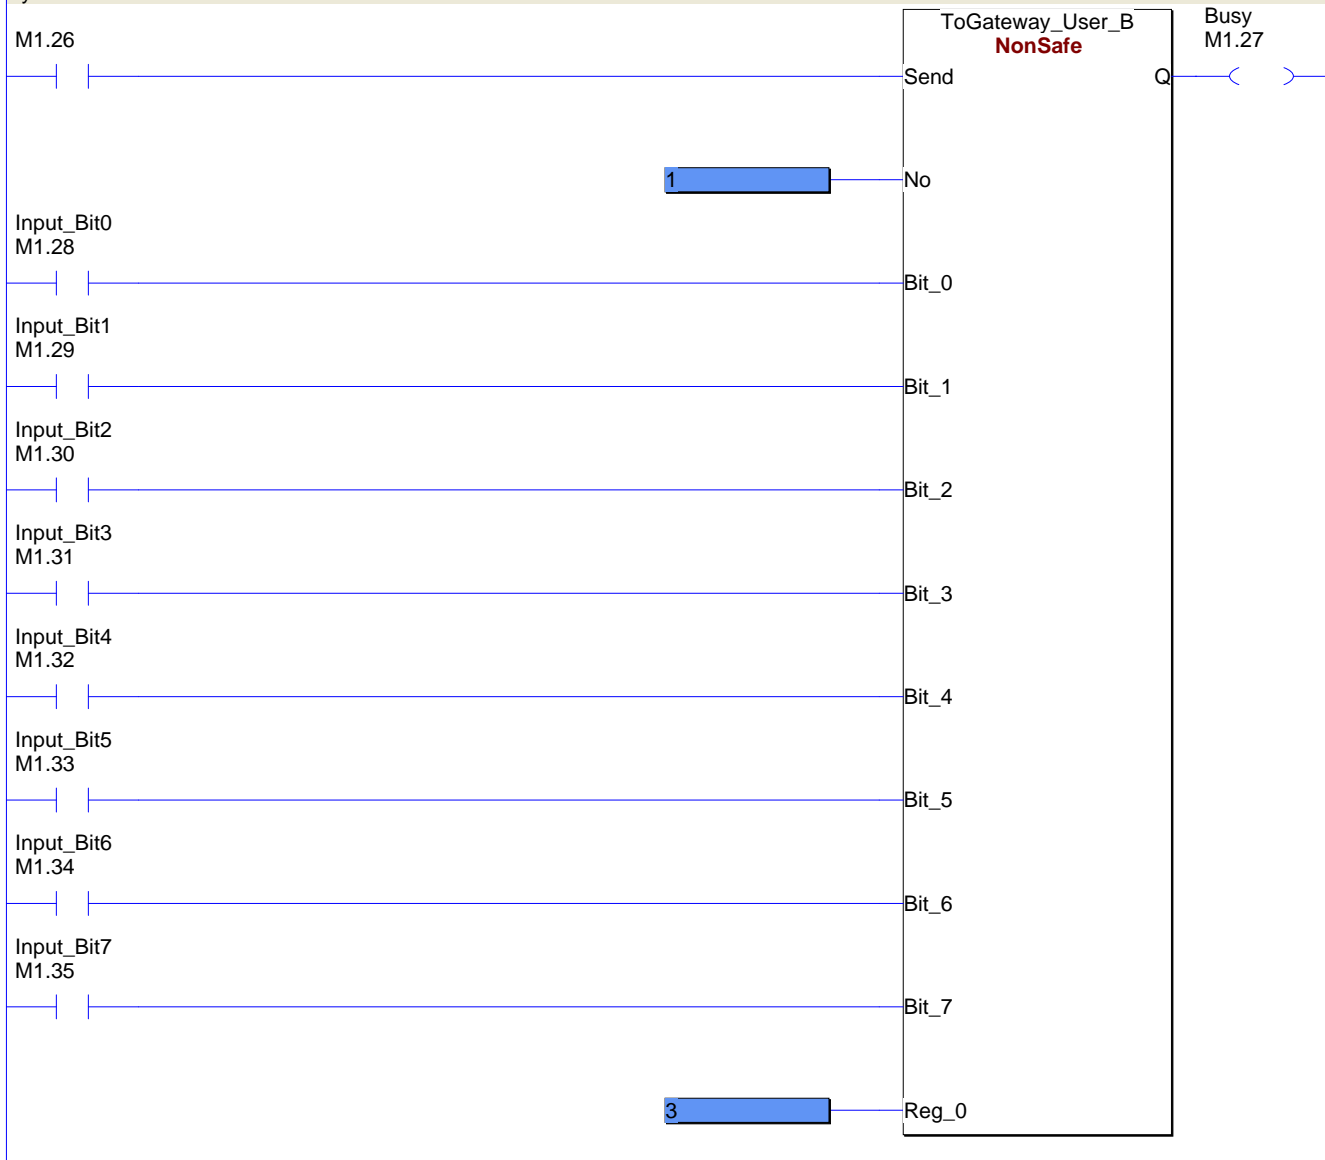 M1.26
ToGateway_User_B
NonSafe
Busy
M1.27
Send
Q
1
No
Input_Bit0
M1.28
Bit_0
Input_Bit1
M1.29
Bit_1
Input_Bit2
M1.30
Bit_2
Input_Bit3
M1.31
Bit_3
Input_Bit4
M1.32
Bit_4
Input_Bit5
M1.33
Bit_5
Input_Bit6
M1.34
Bit_6
Input_Bit7
M1.35
Bit_7
3
Reg_0